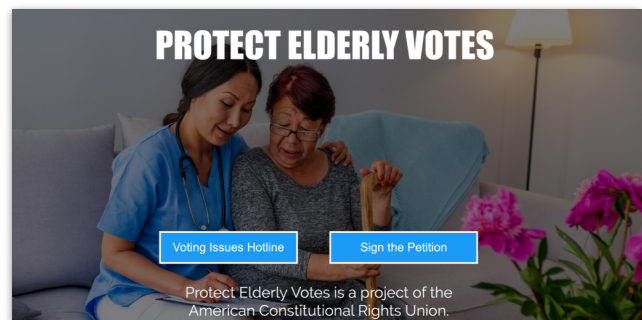 PROTECT ELDERLY VOTES
Voting Issues Hotline
Sign the Petition
Protect Elderly Votes is a project of the
American Constitutional Rights Union.